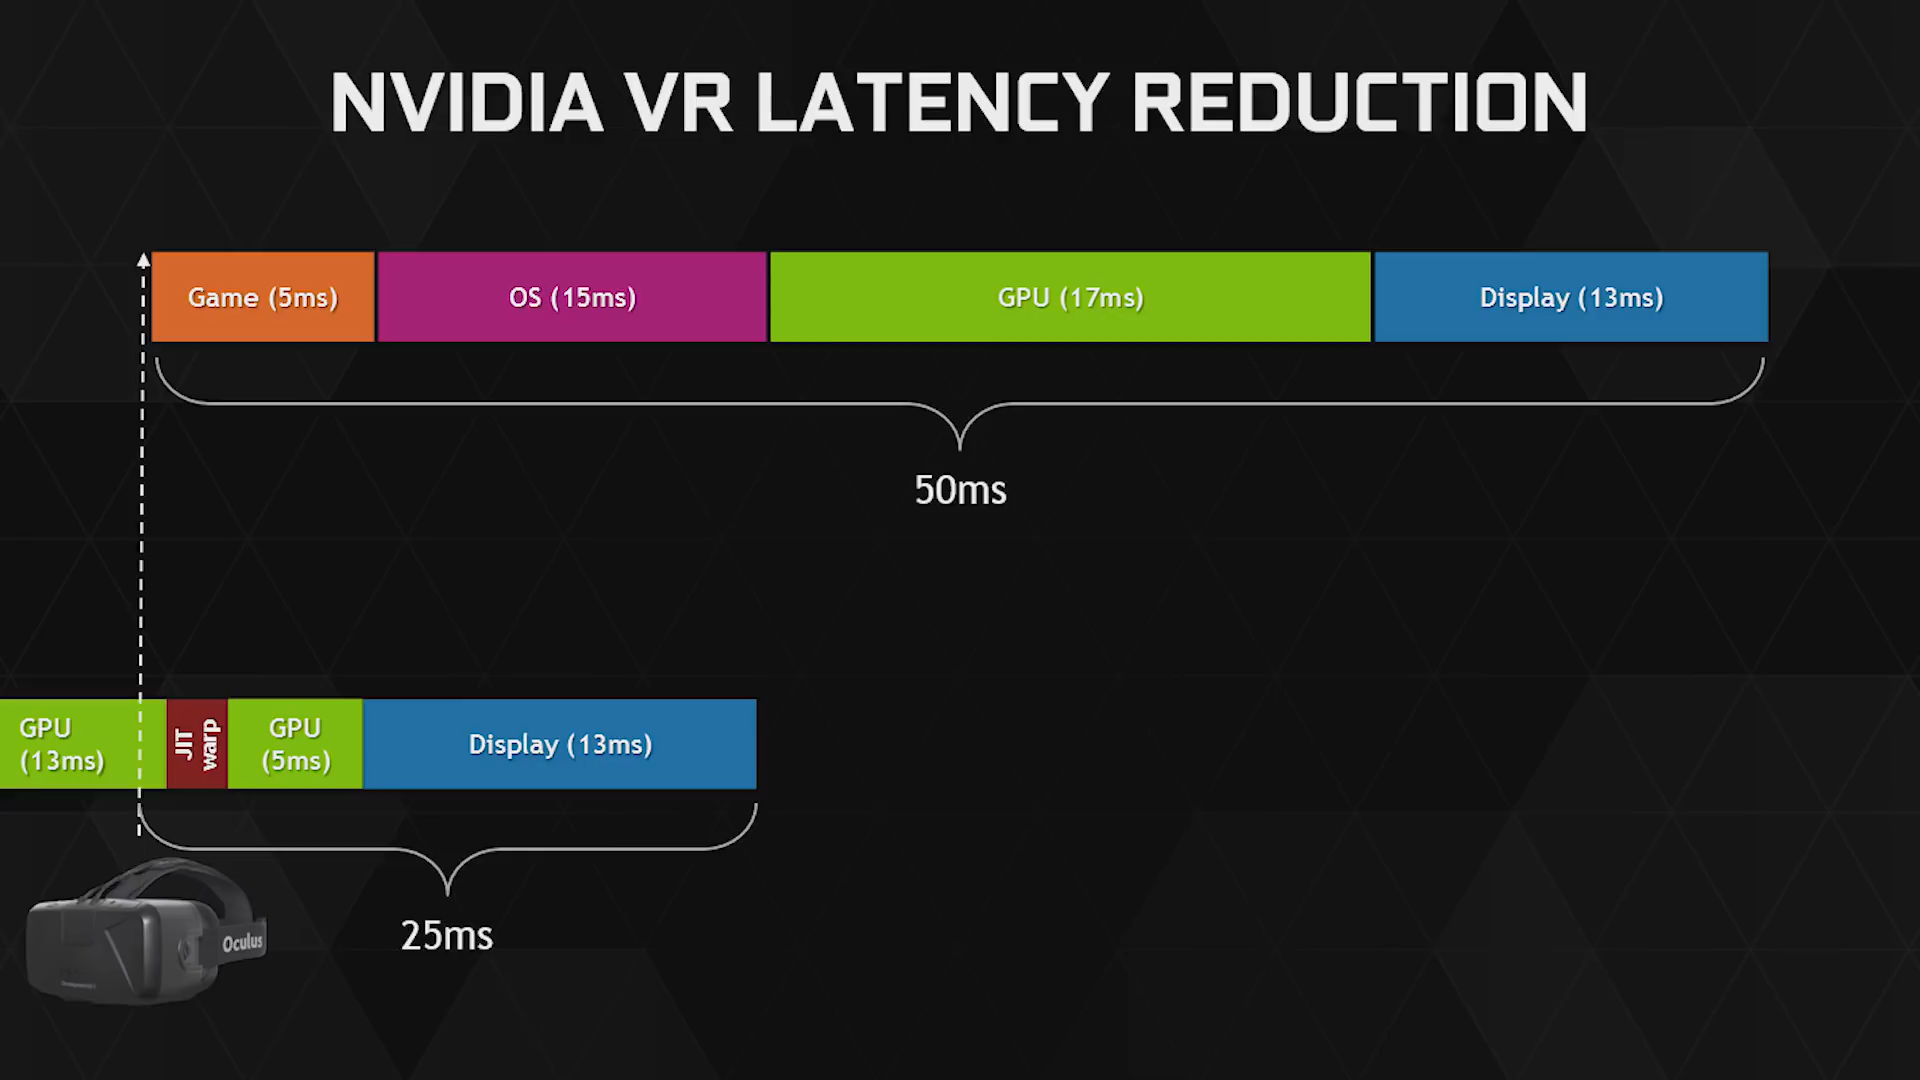 NVIDIA VR LATENCY REDUCTION
Game (5ms)
OS (15ms)
GPU (17ms)
Display (13ms)
50ms
GPU
(13ms)
JIT
warp
GPU
(5ms)
Display (13ms)
25ms
Oculus